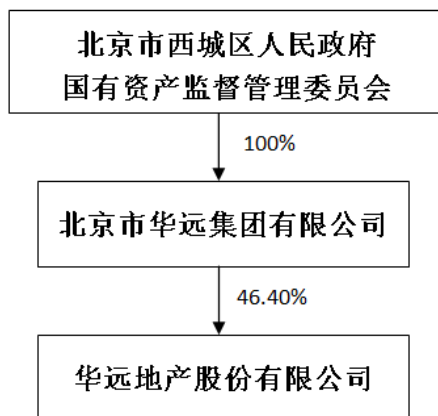 北京市西城区人民政府
国有资产监督管理委员会
100%
北京市华远集团有限公司
46.40%
华远地产股份有限公司